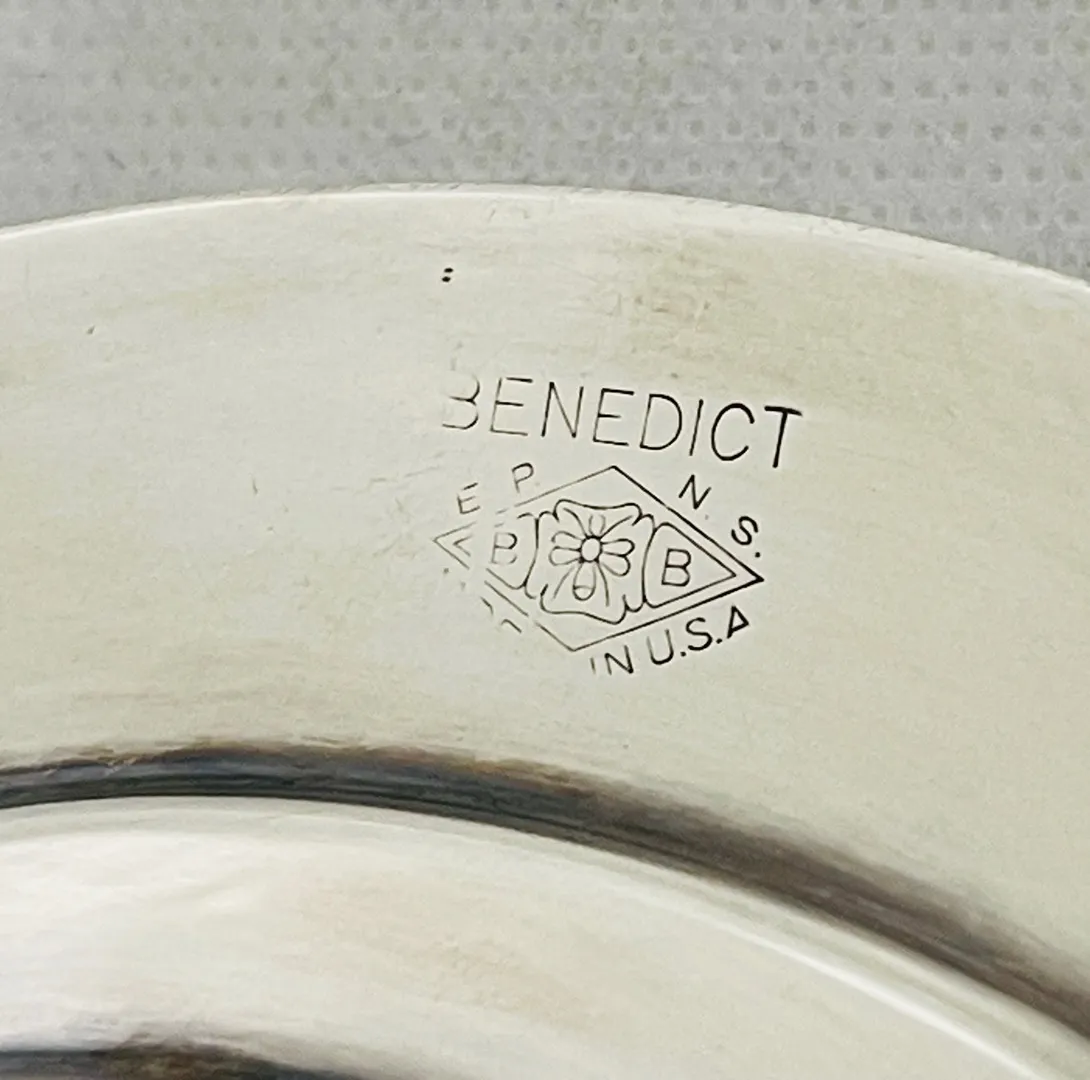 BENEDICT
E. P. N. S.
B B
IN U.S.A